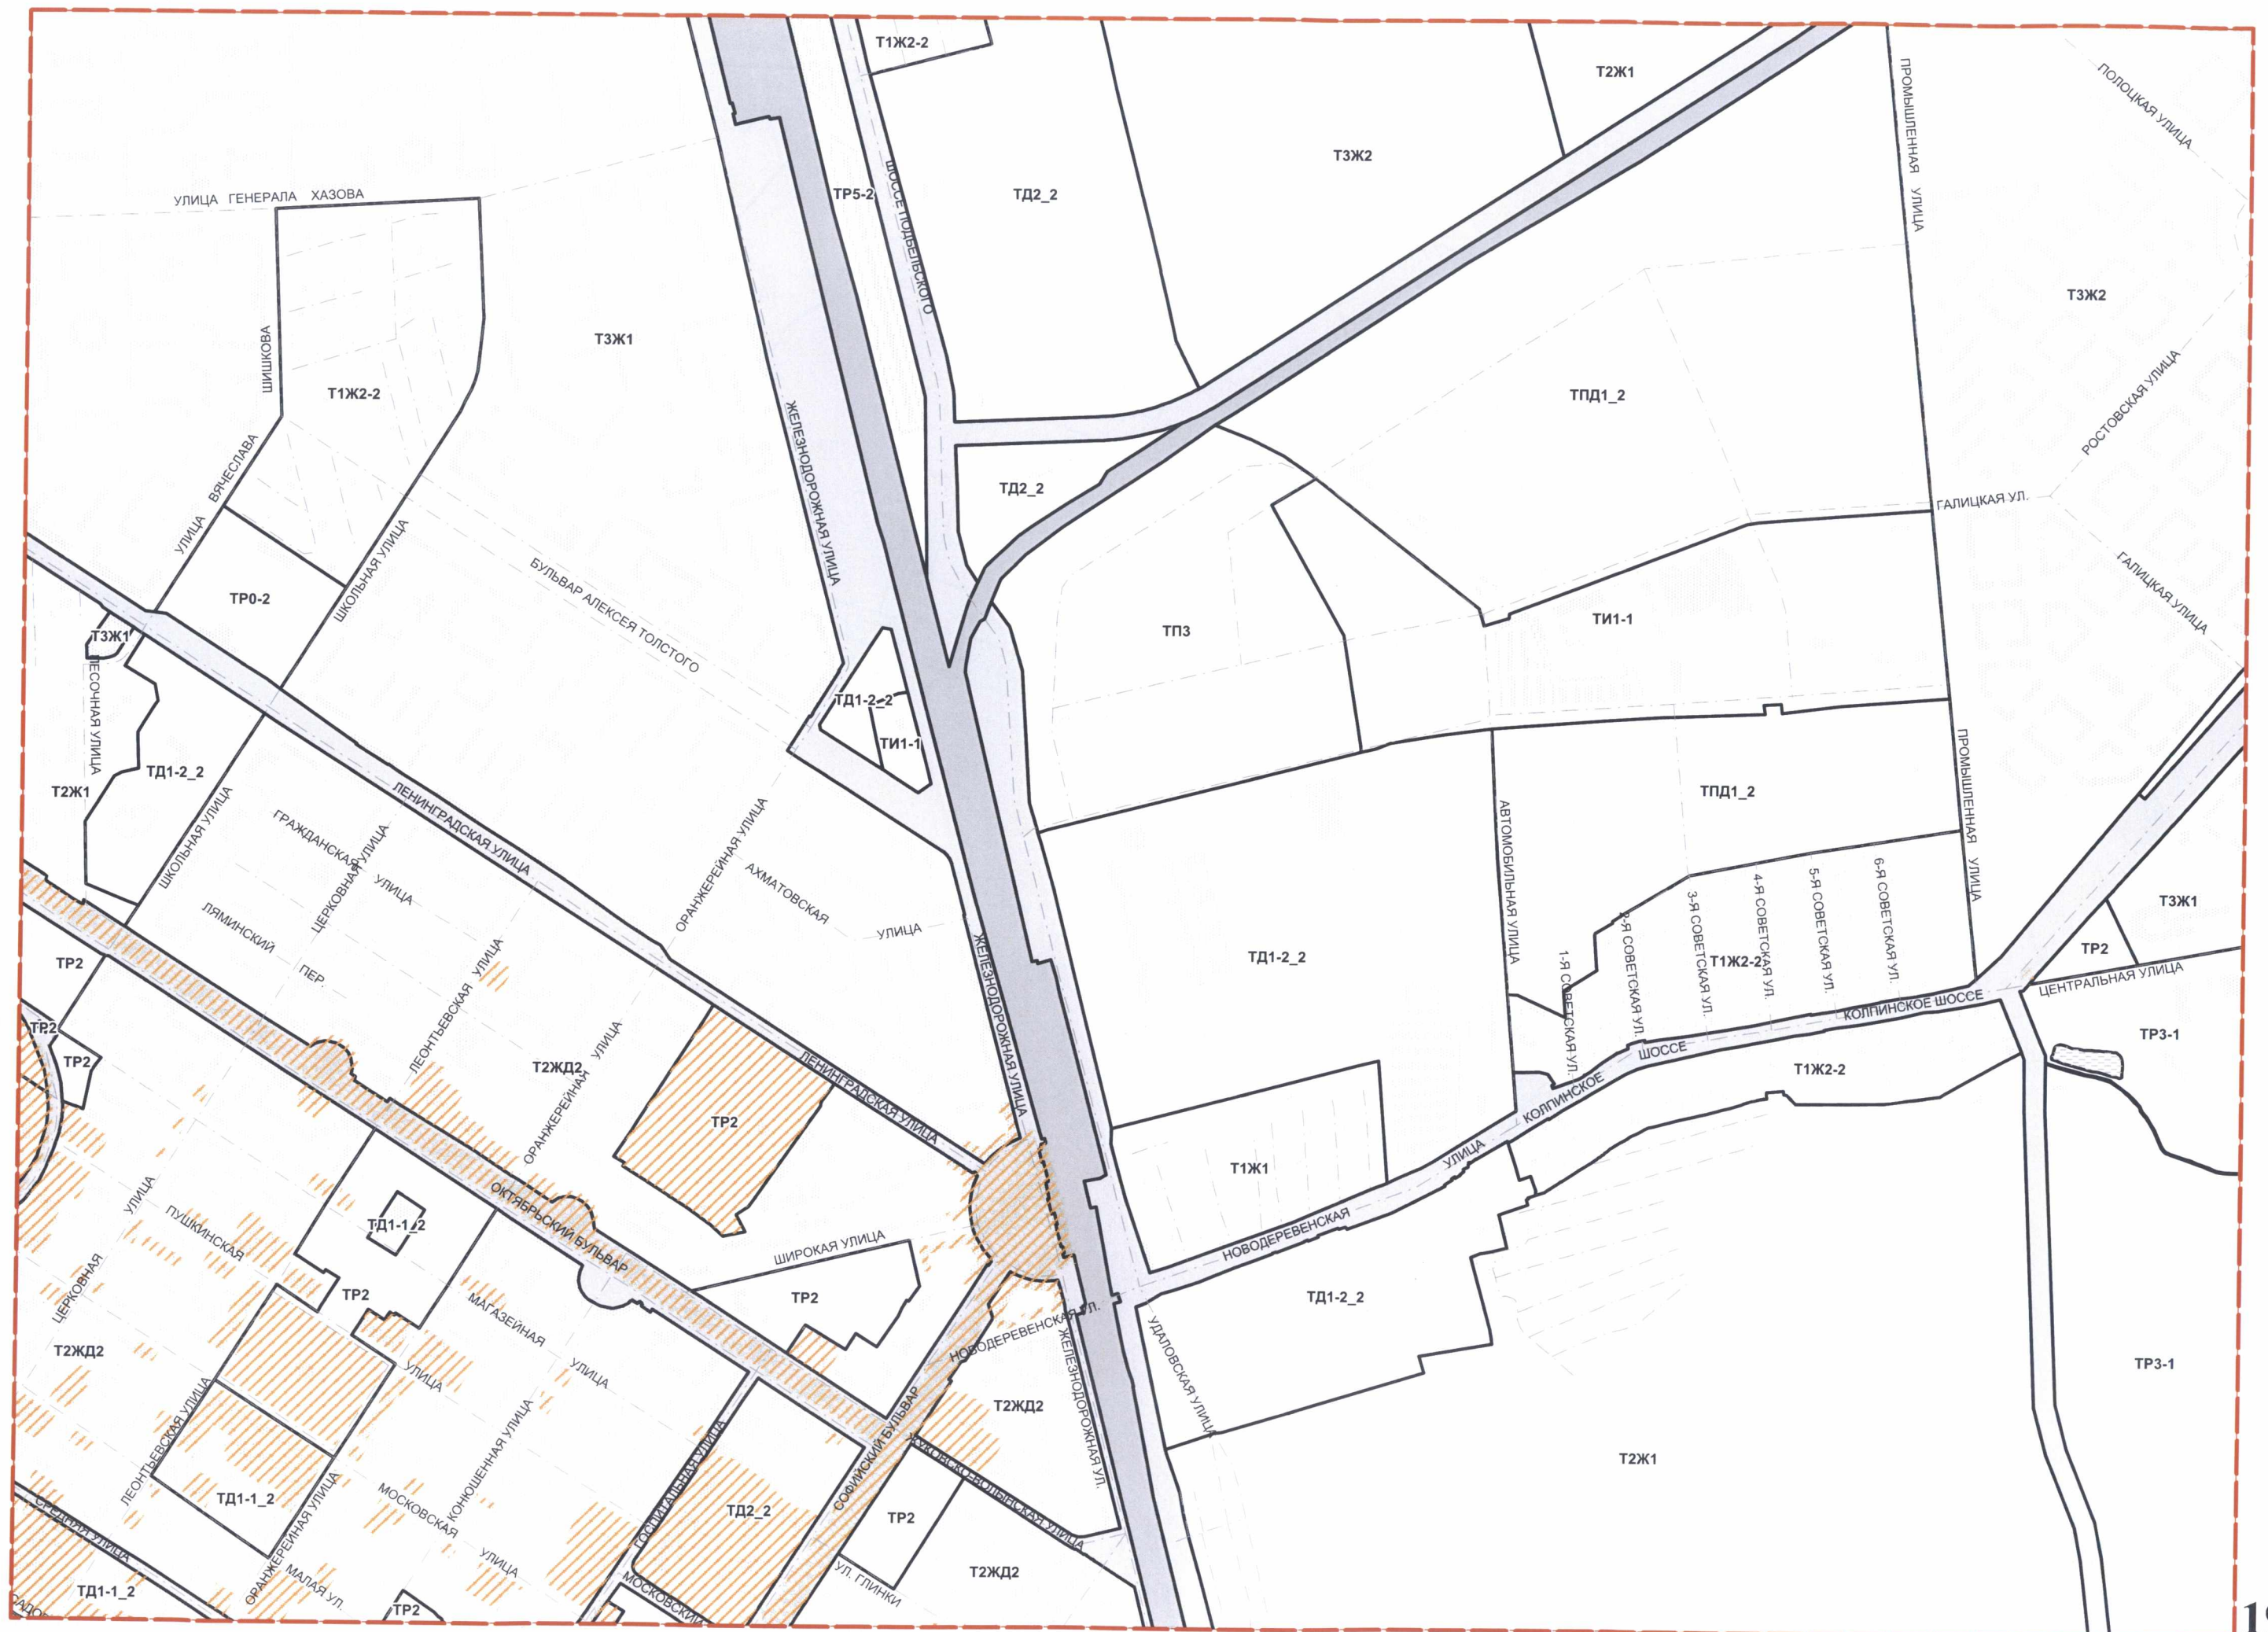 Т1Ж2-2
Т2Ж1
ПРОМЫШЛЕННАЯ УЛИЦА
ПОЛОЦКАЯ УЛИЦА
Т3Ж2
УЛИЦА ГЕНЕРАЛА ХАЗОВА
ТР5-2
ШОССЕ ПОДБЕЛЬСКОГО
ТД2_2
Т3Ж2
Т3Ж1
ШИШКОВА
Т1Ж2-2
ТПД1_2
РОСТОВСКАЯ УЛИЦА
ЖЕЛЕЗНОДОРОЖНАЯ УЛИЦА
ВЯЧЕСЛАВА
УЛИЦА
ТД2_2
ГАЛИЦКАЯ УЛ.
ШКОЛЬНАЯ УЛИЦА
ТР0-2
БУЛЬВАР АЛЕКСЕЯ ТОЛСТОГО
ГАЛИЦКАЯ УЛИЦА
ТП3
ТИ1-1
Т3Ж1
ПЕСОЧНАЯ УЛИЦА
ТД1-2_2
ТИ1-1
ТД1-2_2
Т2Ж1
ТПД1_2
ПРОМЫШЛЕННАЯ УЛИЦА
ШКОЛЬНАЯ УЛИЦА
ЛЕНИНГРАДСКАЯ УЛИЦА
ГРАЖДАНСКАЯ
УЛИЦА
ЦЕРКОВНАЯ УЛИЦА
ОРАНЖЕРЕЙНАЯ УЛИЦА
АХМАТОВСКАЯ
УЛИЦА
АВТОМОБИЛЬНАЯ УЛИЦА
1-Я СОВЕТСКАЯ УЛ.
2-Я СОВЕТСКАЯ УЛ.
3-Я СОВЕТСКАЯ УЛ.
4-Я СОВЕТСКАЯ УЛ.
5-Я СОВЕТСКАЯ УЛ.
6-Я СОВЕТСКАЯ УЛ.
Т1Ж2-2
Т3Ж1
ТР2
ЦЕНТРАЛЬНАЯ УЛИЦА
ЛЯМИНСКИЙ
ПЕР.
ТР2
ТД1-2_2
ЖЕЛЕЗНОДОРОЖНАЯ УЛИЦА
КОЛПИНСКОЕ ШОССЕ
ТР2
ТР2
ЛЕОНТЬЕВСКАЯ УЛИЦА
Т2ЖД2
ОРАНЖЕРЕЙНАЯ УЛИЦА
ЛЕНИНГРАДСКАЯ УЛИЦА
ШОССЕ
КОЛПИНСКОЕ
Т1Ж2-2
ТР3-1
ТР2
УЛИЦА
Т1Ж1
НОВОДЕРЕВЕНСКАЯ
УЛИЦА
ЦЕРКОВНАЯ
ПУШКИНСКАЯ
УЛИЦА
ТД1-1_2
ОКТЯБРЬСКИЙ БУЛЬВАР
ШИРОКАЯ УЛИЦА
ТР2
ТР2
МАГАЗЕЙНАЯ
УЛИЦА
НОВОДЕРЕВЕНСКАЯ УЛ.
ТД1-2_2
УДАЛОВСКАЯ УЛИЦА
ЖЕЛЕЗНОДОРОЖНАЯ УЛ.
Т2ЖД2
ТР3-1
ЛЕОНТЬЕВСКАЯ УЛИЦА
КОНЮШЕННАЯ УЛИЦА
Т2ЖД2
СОФИЙСКИЙ БУЛЬВАР
ЖУКОВСКО-ВОЛЫНСКАЯ УЛИЦА
ГОСПИТАЛЬНАЯ УЛИЦА
Т2Ж1
ТД1-1_2
МОСКОВСКАЯ
УЛИЦА
ТД2_2
ТР2
СРЕДНЯЯ УЛИЦА
ОРАНЖЕРЕЙНАЯ УЛИЦА
МАЛАЯ УЛ.
УЛ. ГЛИНКИ
Т2ЖД2
МОСКОВСКИЙ
ТД1-1_2
ТР2